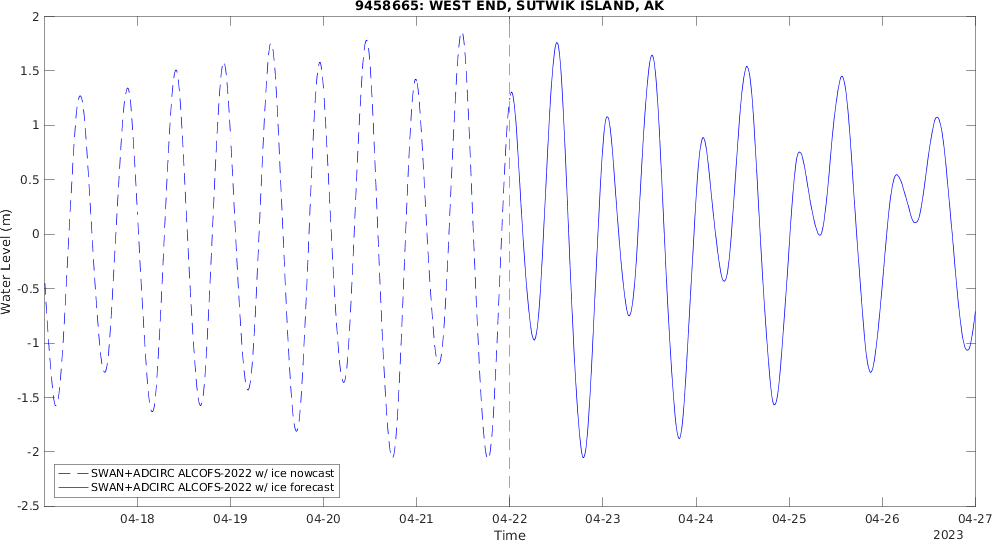 9458665: WEST END, SUTWIK ISLAND, AK
Water Level (m)
2
1.5
1
0.5
0
-0.5
-1
-1.5
-2
-2.5
SWAN+ADCIRC ALCOFS-2022 w/ ice nowcast
SWAN+ADCIRC ALCOFS-2022 w/ ice forecast
04-18 04-19 04-20 04-21 04-22 04-23 04-24 04-25 04-26 04-27
Time
2023